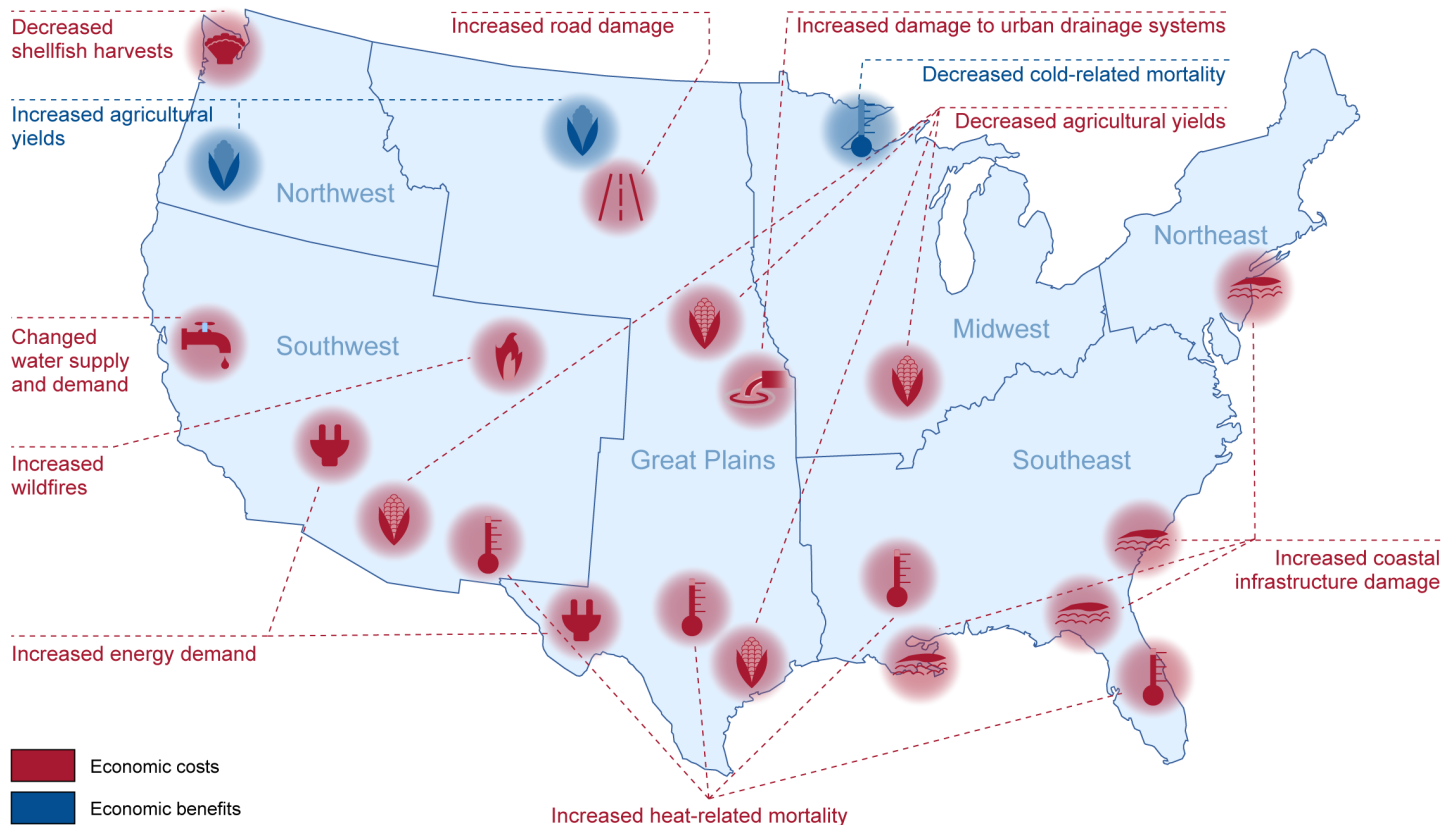 Decreased
shellfish harvests
Increased road damage
Increased damage to urban drainage systems
Decreased cold-related mortality
Increased agricultural
yields
Decreased agricultural yields
Northwest
Northeast
Changed
water supply
and demand
Southwest
Midwest
Increased
wildfires
Great Plains
Southeast
Increased coastal
infrastructure damage
Increased energy demand
Economic costs
Economic benefits
Increased heat-related mortality